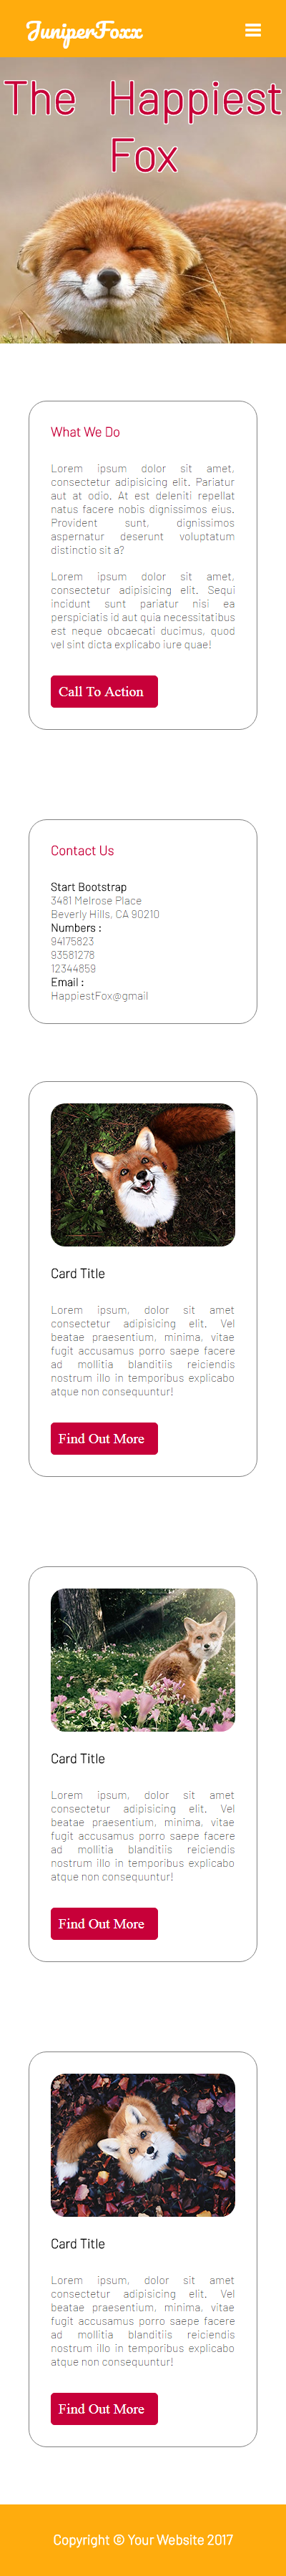 JuniperFoxx
The Happiest
Fox
What We Do
Lorem ipsum dolor sit amet,
consectetur adipisicing elit. Pariatur
aut at odio. At est deleniti repellat
natus facere nobis dignissimos eius.
Provident sunt, dignissimos
aspernatur deserunt voluptatum
distinctio sit a?
Lorem ipsum dolor sit amet,
consectetur adipisicing elit. Sequi
incidunt sunt pariatur nisi ea
perspiciatis id aut quia necessitatibus
est neque obcaecati ducimus, quod
vel sint dicta explicabo iure quae!
Call To Action
Contact Us
Start Bootstrap
3481 Melrose Place
Beverly Hills, CA 90210
Numbers :
94175823
93581278
12344859
Email :
HappiestFox@gmail
Card Title
Lorem ipsum, dolor sit amet
consectetur adipisicing elit. Vel
beatae praesentium, minima, vitae
fugit accusamus porro saepe facere
ad mollitia blanditiis reiciendis
nostrum illo in temporibus explicabo
atque non consequuntur!
Find Out More
Card Title
Lorem ipsum, dolor sit amet
consectetur adipisicing elit. Vel
beatae praesentium, minima, vitae
fugit accusamus porro saepe facere
ad mollitia blanditiis reiciendis
nostrum illo in temporibus explicabo
atque non consequuntur!
Find Out More
Card Title
Lorem ipsum, dolor sit amet
consectetur adipisicing elit. Vel
beatae praesentium, minima, vitae
fugit accusamus porro saepe facere
ad mollitia blanditiis reiciendis
nostrum illo in temporibus explicabo
atque non consequuntur!
Find Out More
Copyright © Your Website 2017